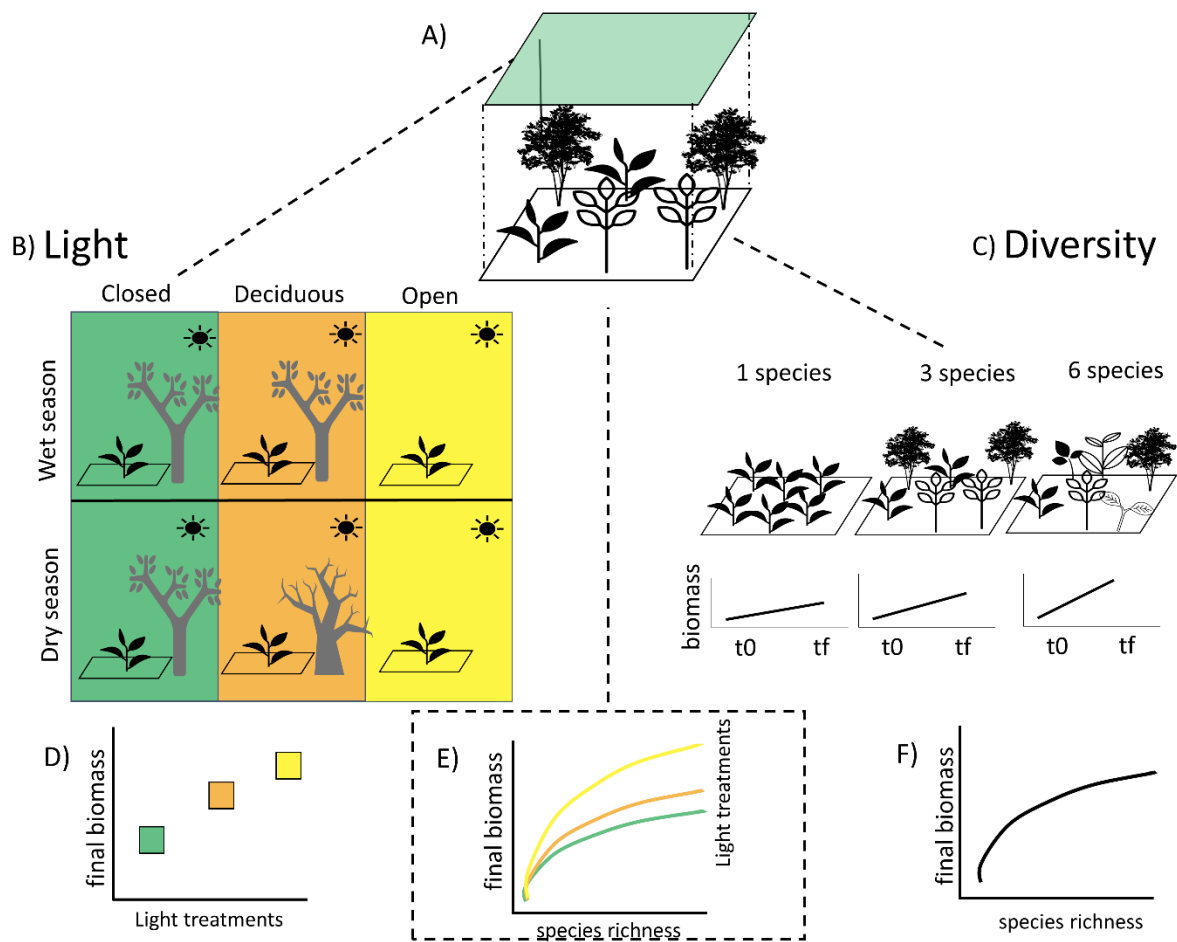 A)
B) Light
C) Diversity
Closed
Deciduous
Open
Wet season
Dry season
1 species
3 species
6 species
biomass
t0
tf
t0
tf
t0
tf
D)
final biomass
Light treatments
E)
final biomass
Light treatments
species richness
F)
final biomass
species richness